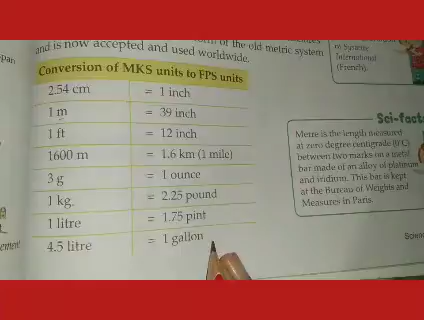 of the old metric system
and is now accepted and used worldwide.
Conversion of MKS units to FPS units
2.54 cm = 1 inch
1 m = 39 inch
1 ft = 12 inch
1600 m = 1.6 km (1 mile)
3 g = 1 ounce
1 kg. = 2.25 pound
1 litre = 1.75 pint
4.5 litre = 1 gallon
International
(French).
Sci-fact
Metre is the length measured
at zero degree centigrade (0°C)
between two marks on a metal
bar made of an alloy of platinum
and iridium. This bar is kept
at the Bureau of Weights and
Measures in Paris.